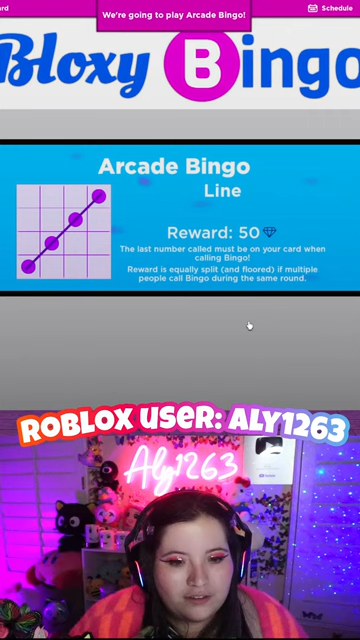 ard
We're going to play Arcade Bingo!
Schedule
Bloxy Bingo
Arcade Bingo
Line
Reward: 50
The last number called must be on your card when
calling Bingo!
Reward is equally split (and floored) if multiple
people call Bingo during the same round.
ROBLOX USER: ALY1263
Aly1263